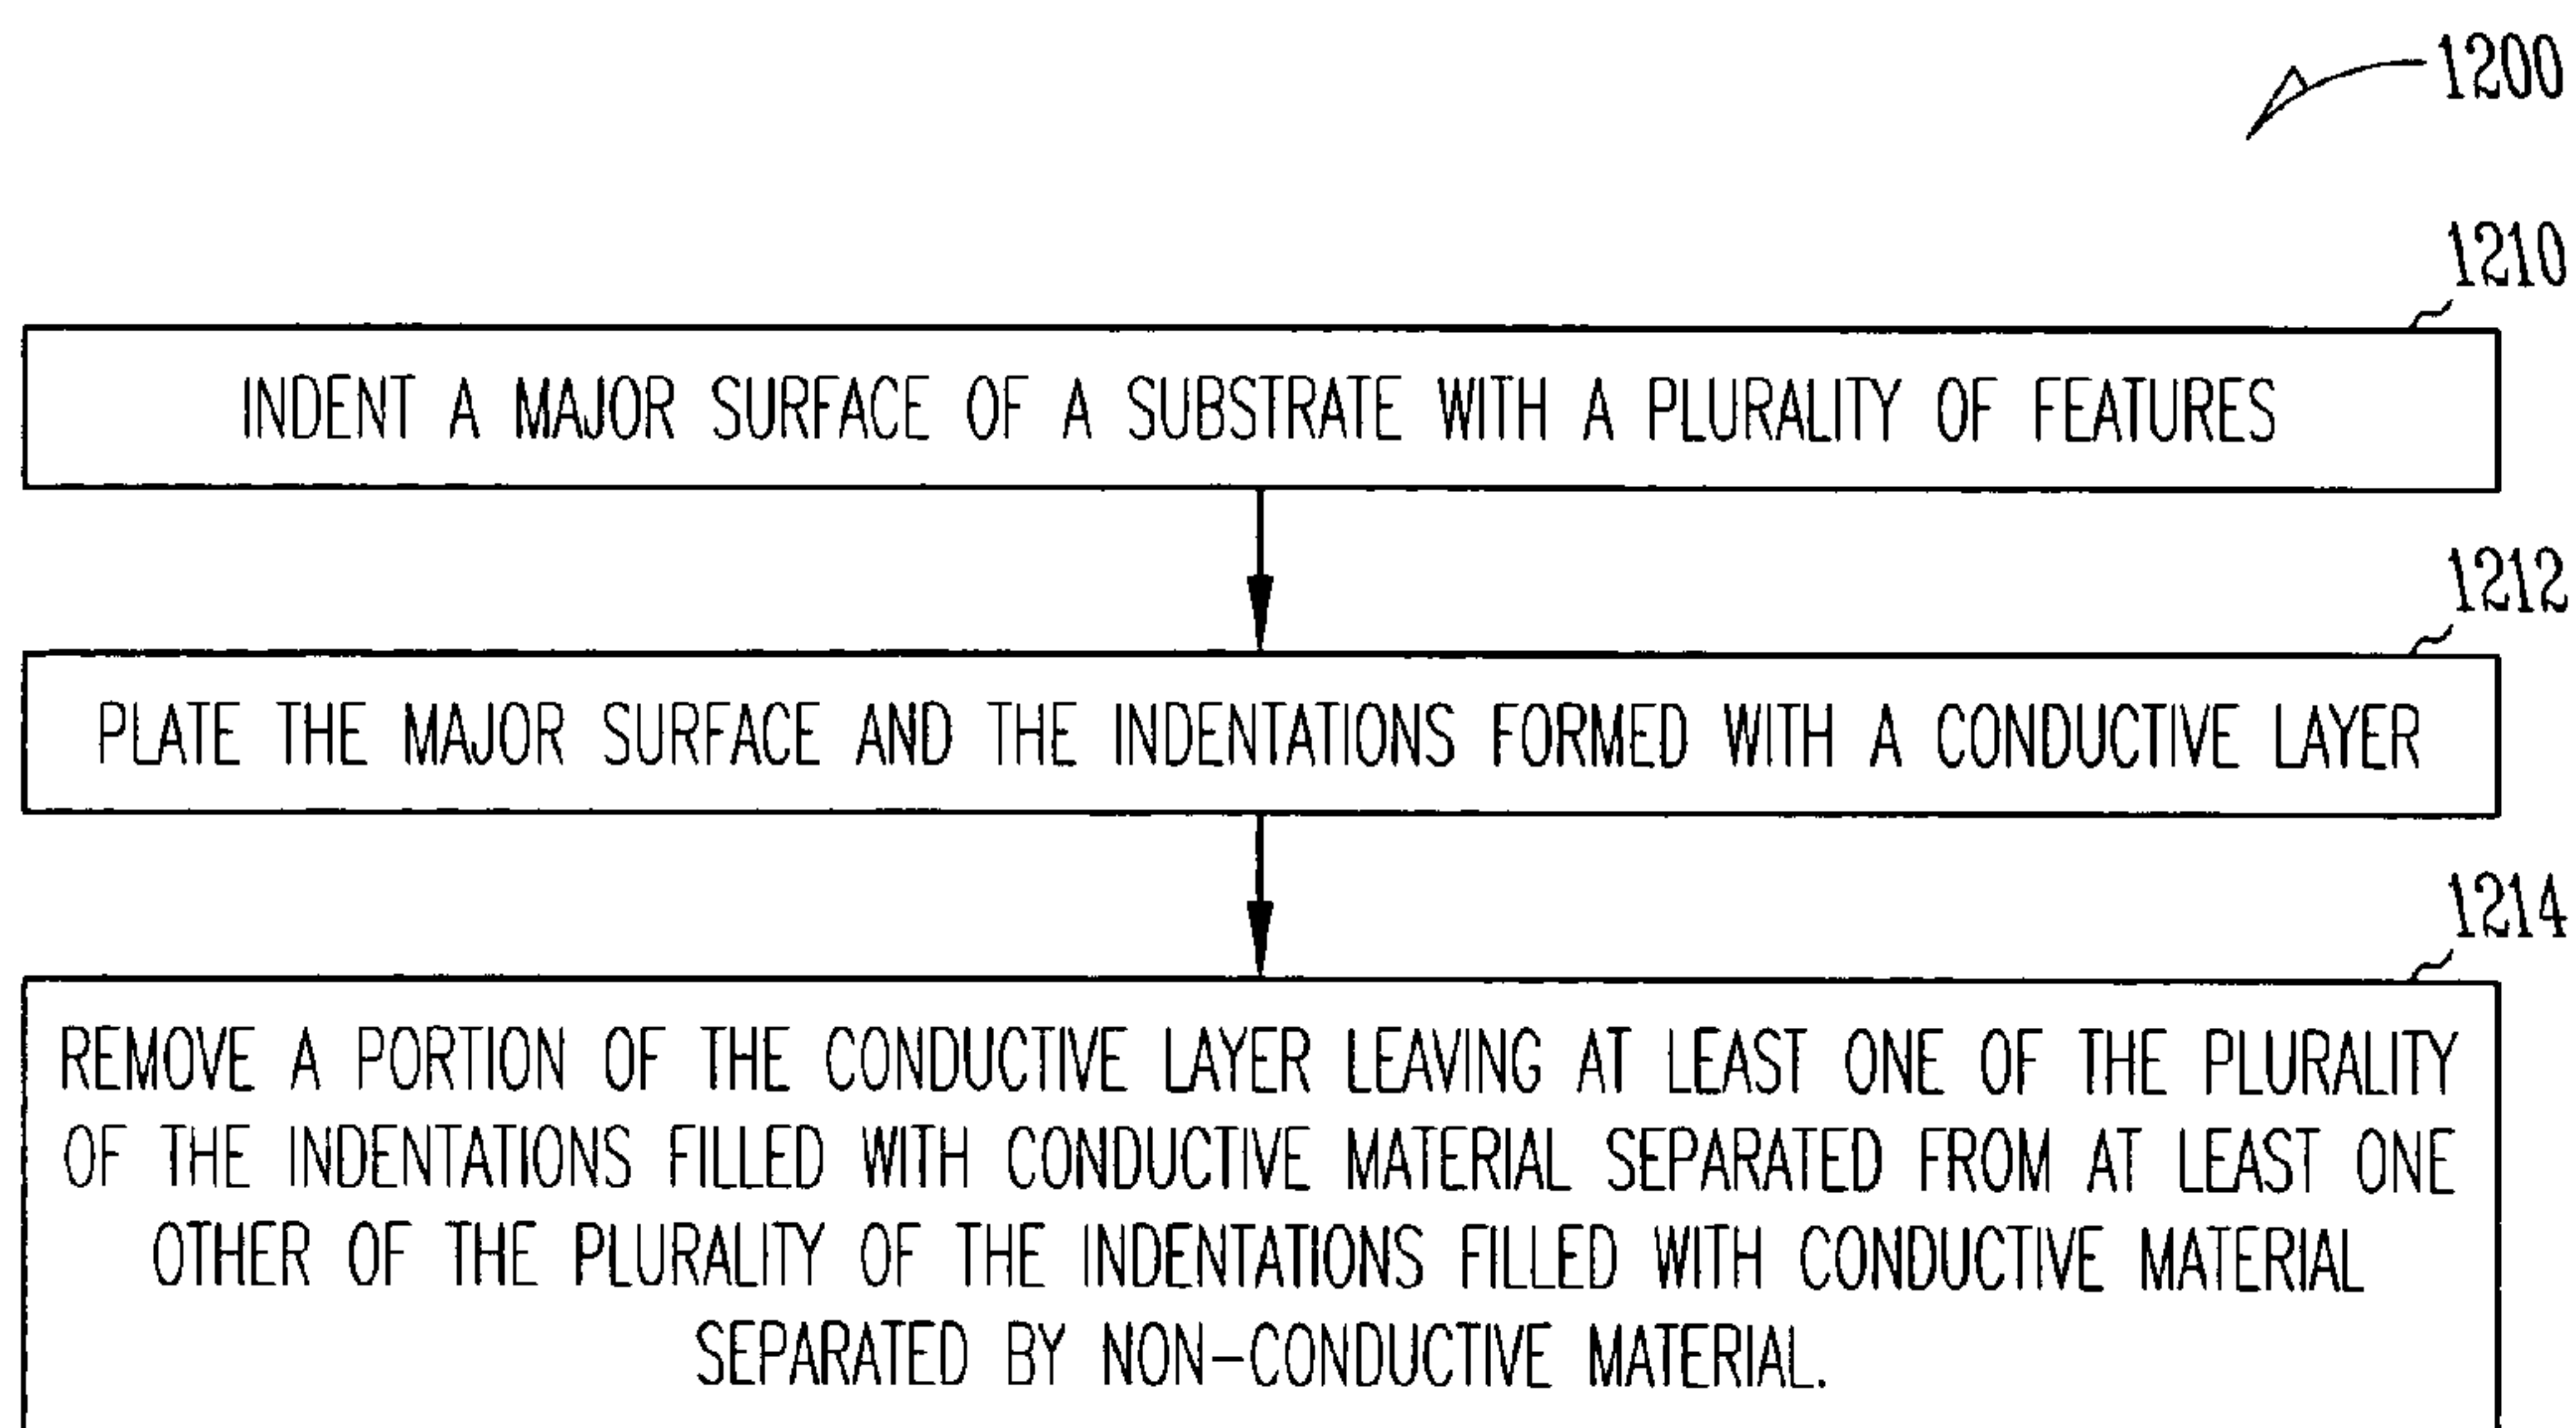 1200
1210
INDENT A MAJOR SURFACE OF A SUBSTRATE WITH A PLURALITY OF FEATURES
1212
PLATE THE MAJOR SURFACE AND THE INDENTATIONS FORMED WITH A CONDUCTIVE LAYER
1214
REMOVE A PORTION OF THE CONDUCTIVE LAYER LEAVING AT LEAST ONE OF THE PLURALITY
OF THE INDENTATIONS FILLED WITH CONDUCTIVE MATERIAL SEPARATED FROM AT LEAST ONE
OTHER OF THE PLURALITY OF THE INDENTATIONS FILLED WITH CONDUCTIVE MATERIAL
SEPARATED BY NON-CONDUCTIVE MATERIAL.